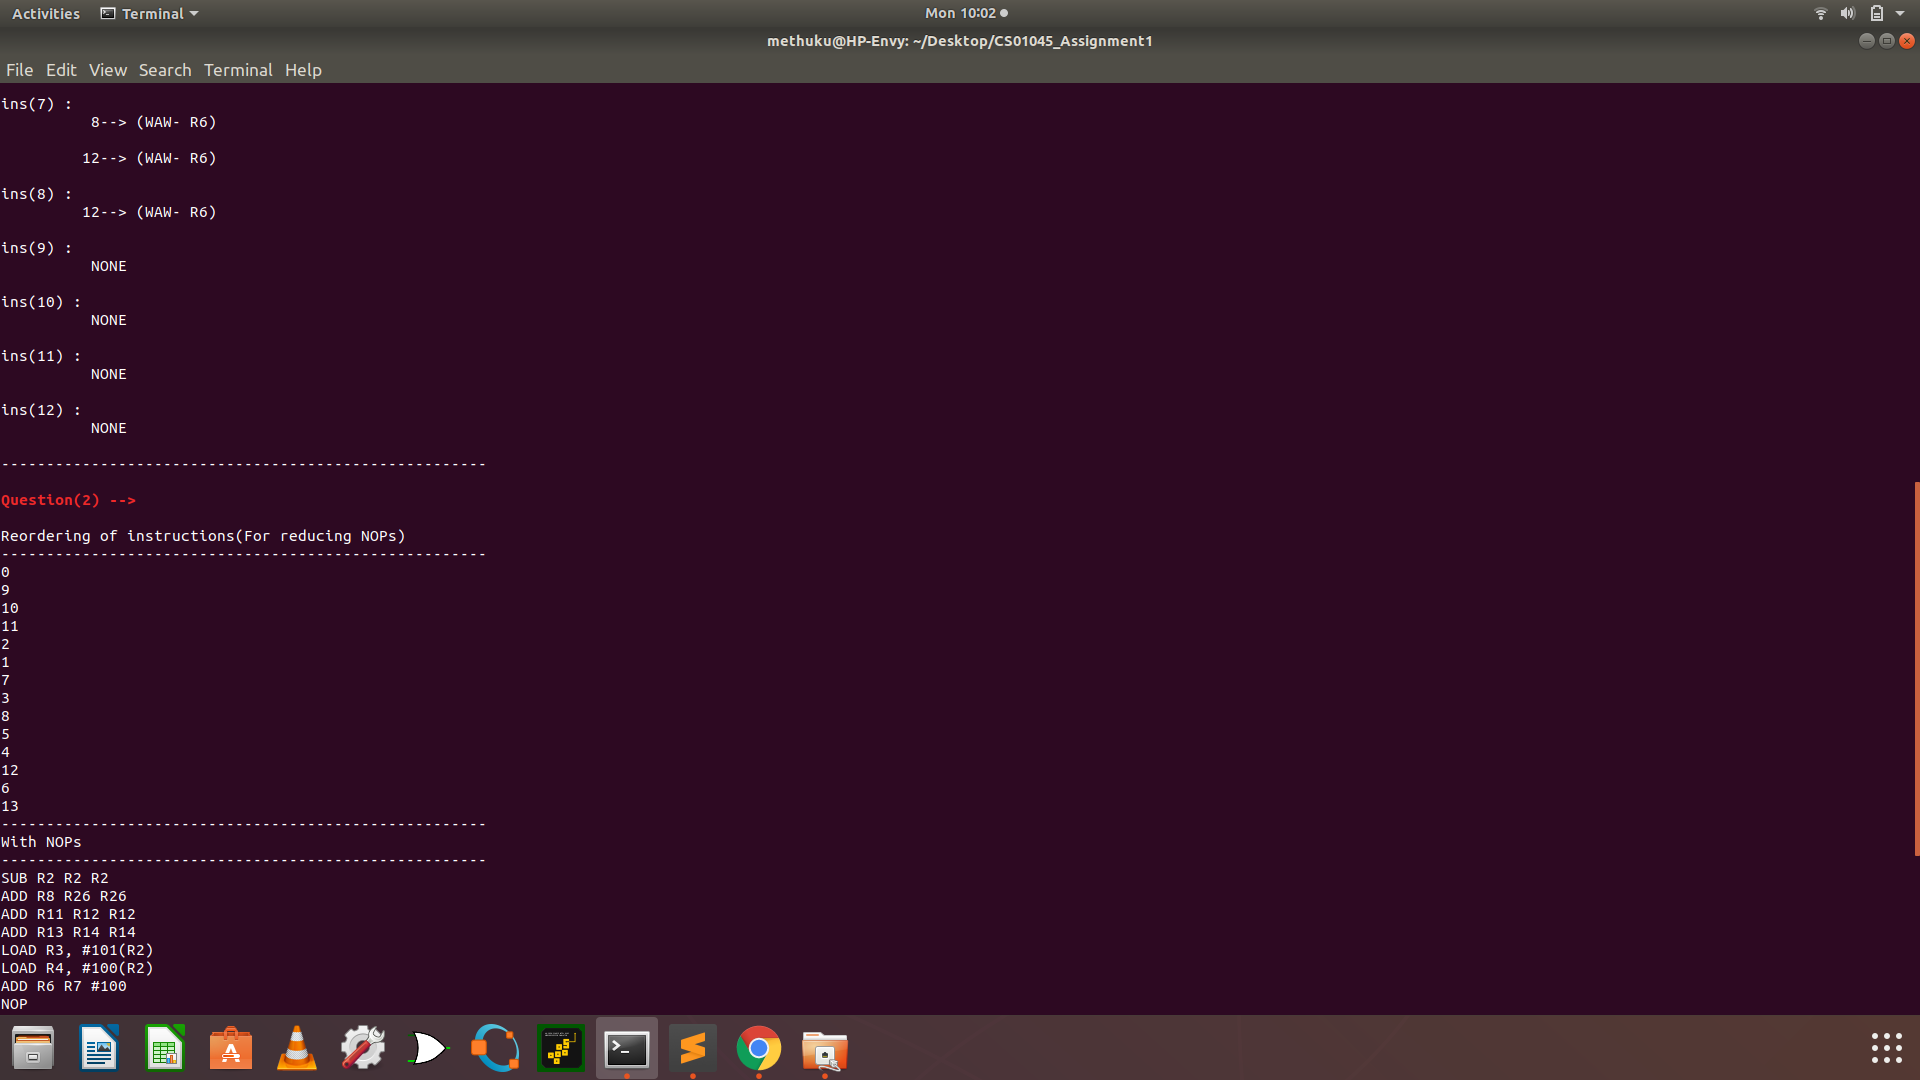 Activities Terminal Mon 10:02
methuku@HP-Envy: ~/Desktop/CS01045_Assignment1
File Edit View Search Terminal Help
ins(7) :
8--> (WAW- R6)
12--> (WAW- R6)
ins(8) :
12--> (WAW- R6)
ins(9) :
NONE
ins(10) :
NONE
ins(11) :
NONE
ins(12) :
NONE
------------------------------------------------------
Question(2) -->
Reordering of instructions(For reducing NOPs)
------------------------------------------------------
0
9
10
11
2
1
7
3
8
5
4
12
6
13
------------------------------------------------------
With NOPs
------------------------------------------------------
SUB R2 R2 R2
ADD R8 R26 R26
ADD R11 R12 R12
ADD R13 R14 R14
LOAD R3, #101(R2)
LOAD R4, #100(R2)
ADD R6 R7 #100
NOP